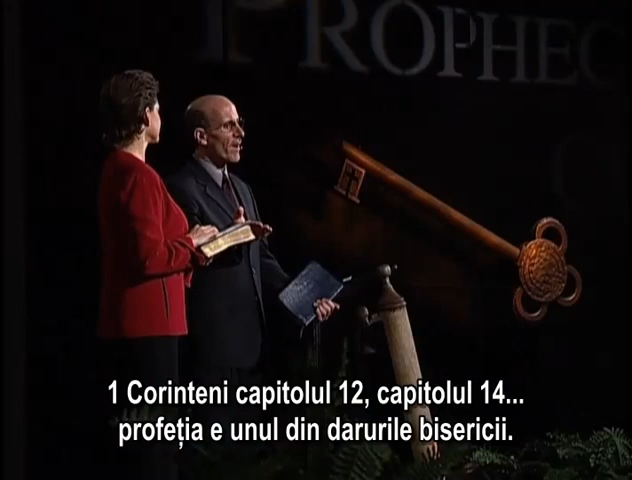 PROPHEC
1 Corinteni capitolul 12, capitolul 14...
profeția e unul din darurile bisericii.